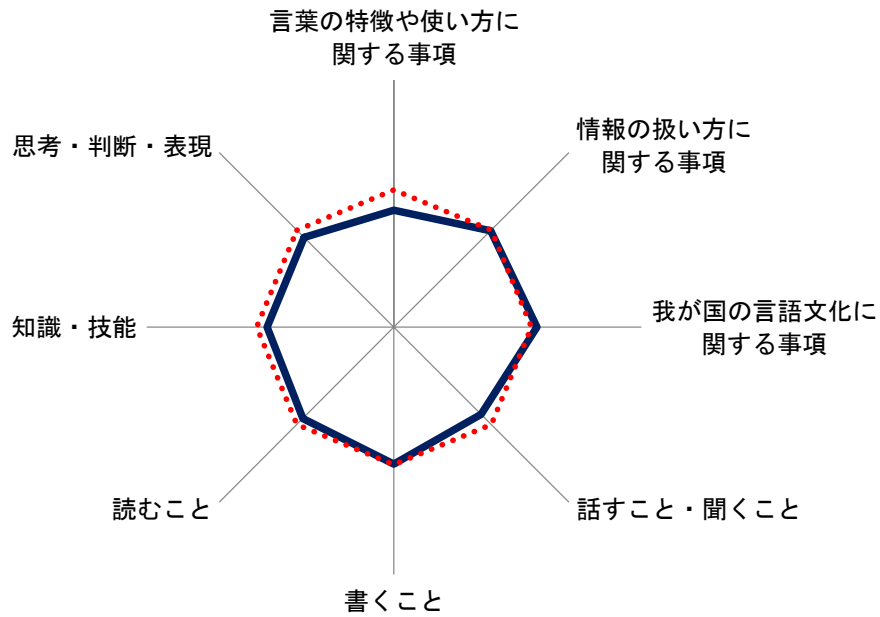 言葉の特徴や使い方に
関する事項
情報の扱い方に
関する事項
我が国の言語文化に
関する事項
話すこと・聞くこと
書くこと
読むこと
知識・技能
思考・判断・表現